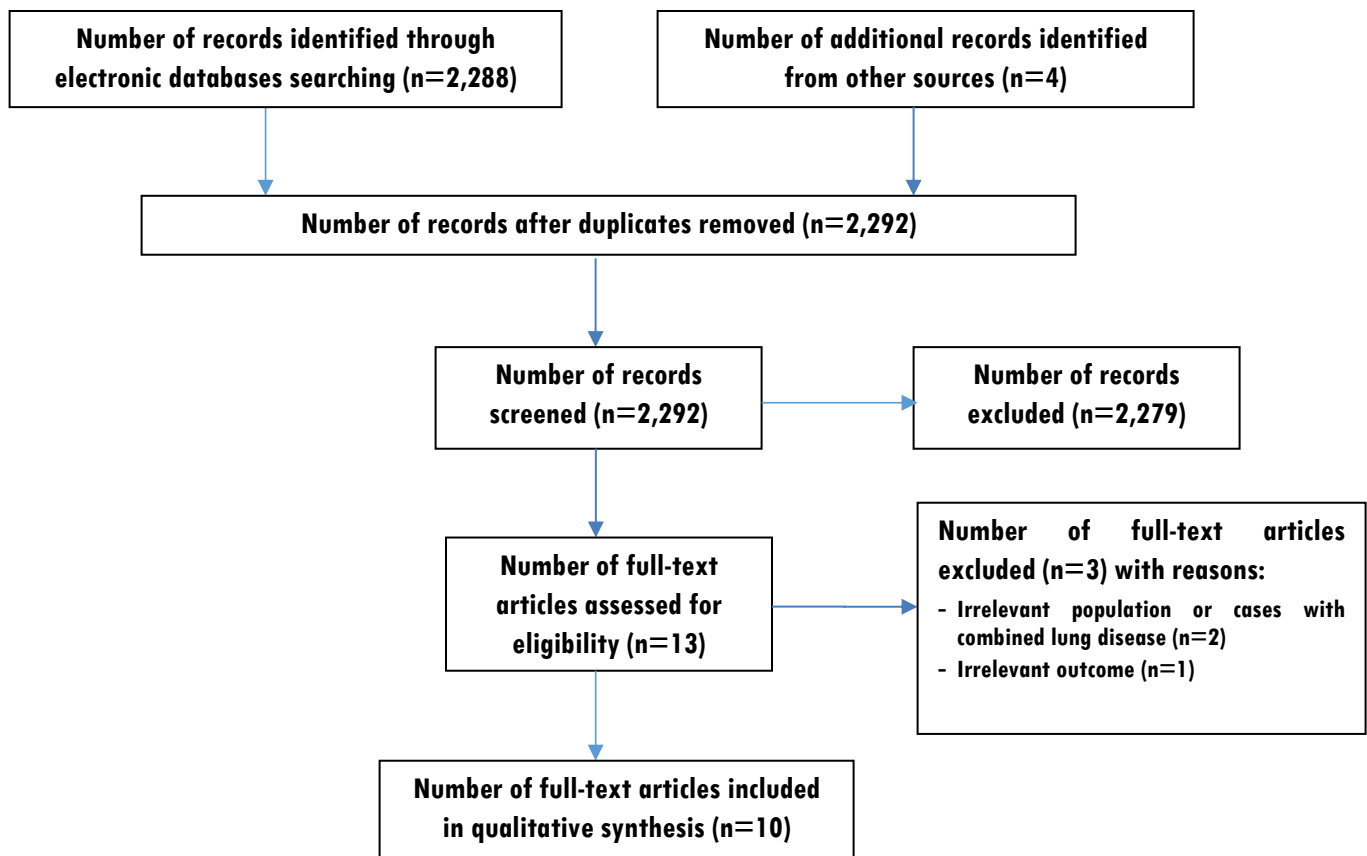 Number of records identified through
electronic databases searching (n=2,288)
Number of additional records identified
from other sources (n=4)
Number of records after duplicates removed (n=2,292)
Number of records
screened (n=2,292)
Number of records
excluded (n=2,279)
Number of full-text
articles assessed for
eligibility (n=13)
Number of full-text articles
excluded (n=3) with reasons:
- Irrelevant population or cases with
combined lung disease (n=2)
- Irrelevant outcome (n=1)
Number of full-text articles included
in qualitative synthesis (n=10)